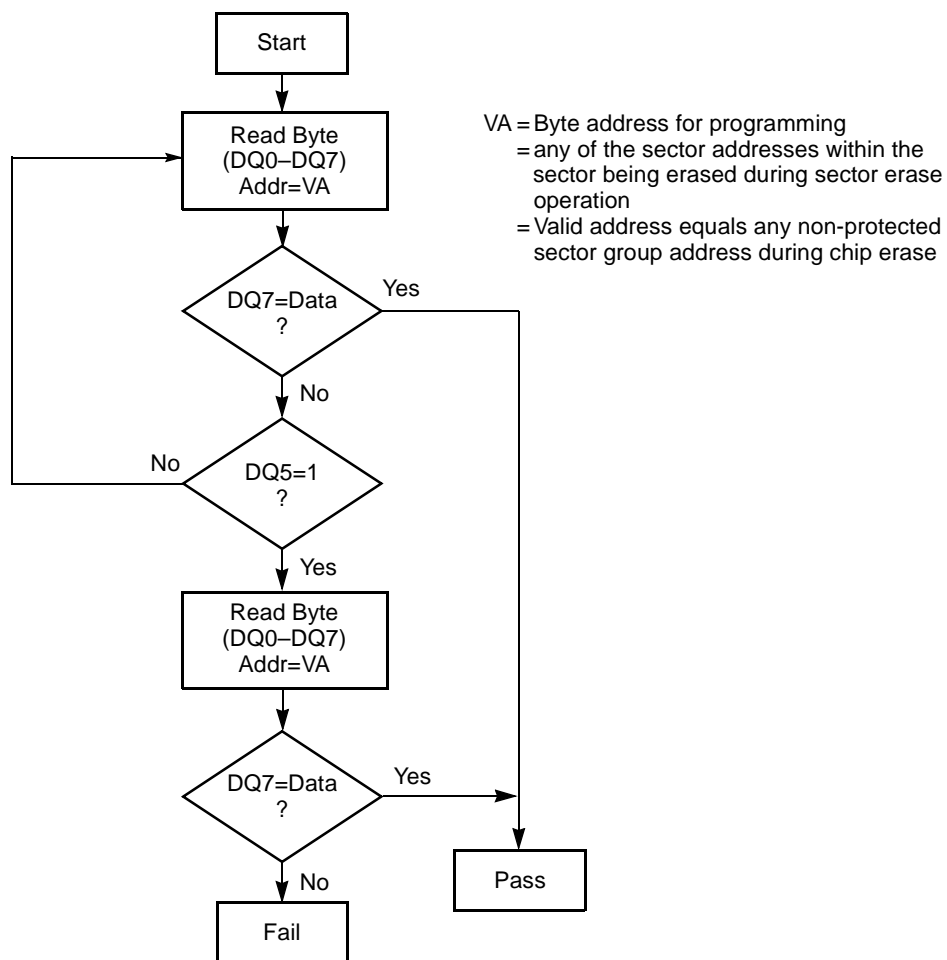 Start
Read Byte
(DQ0–DQ7)
Addr=VA
VA = Byte address for programming
= any of the sector addresses within the
sector being erased during sector erase
operation
= Valid address equals any non-protected
sector group address during chip erase
DQ7=Data
?
Yes
No
DQ5=1
?
No
Yes
Read Byte
(DQ0–DQ7)
Addr=VA
DQ7=Data
?
Yes
No
Pass
Fail